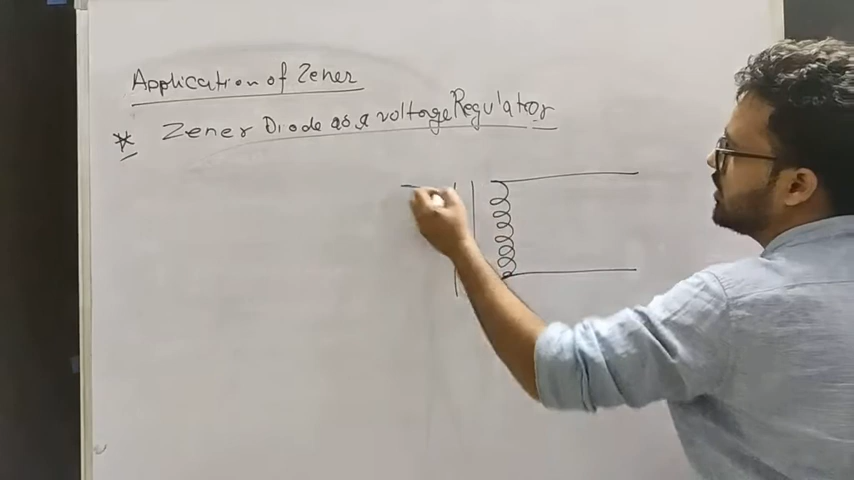 Application of Zener
* Zener Diode as a voltage Regulator